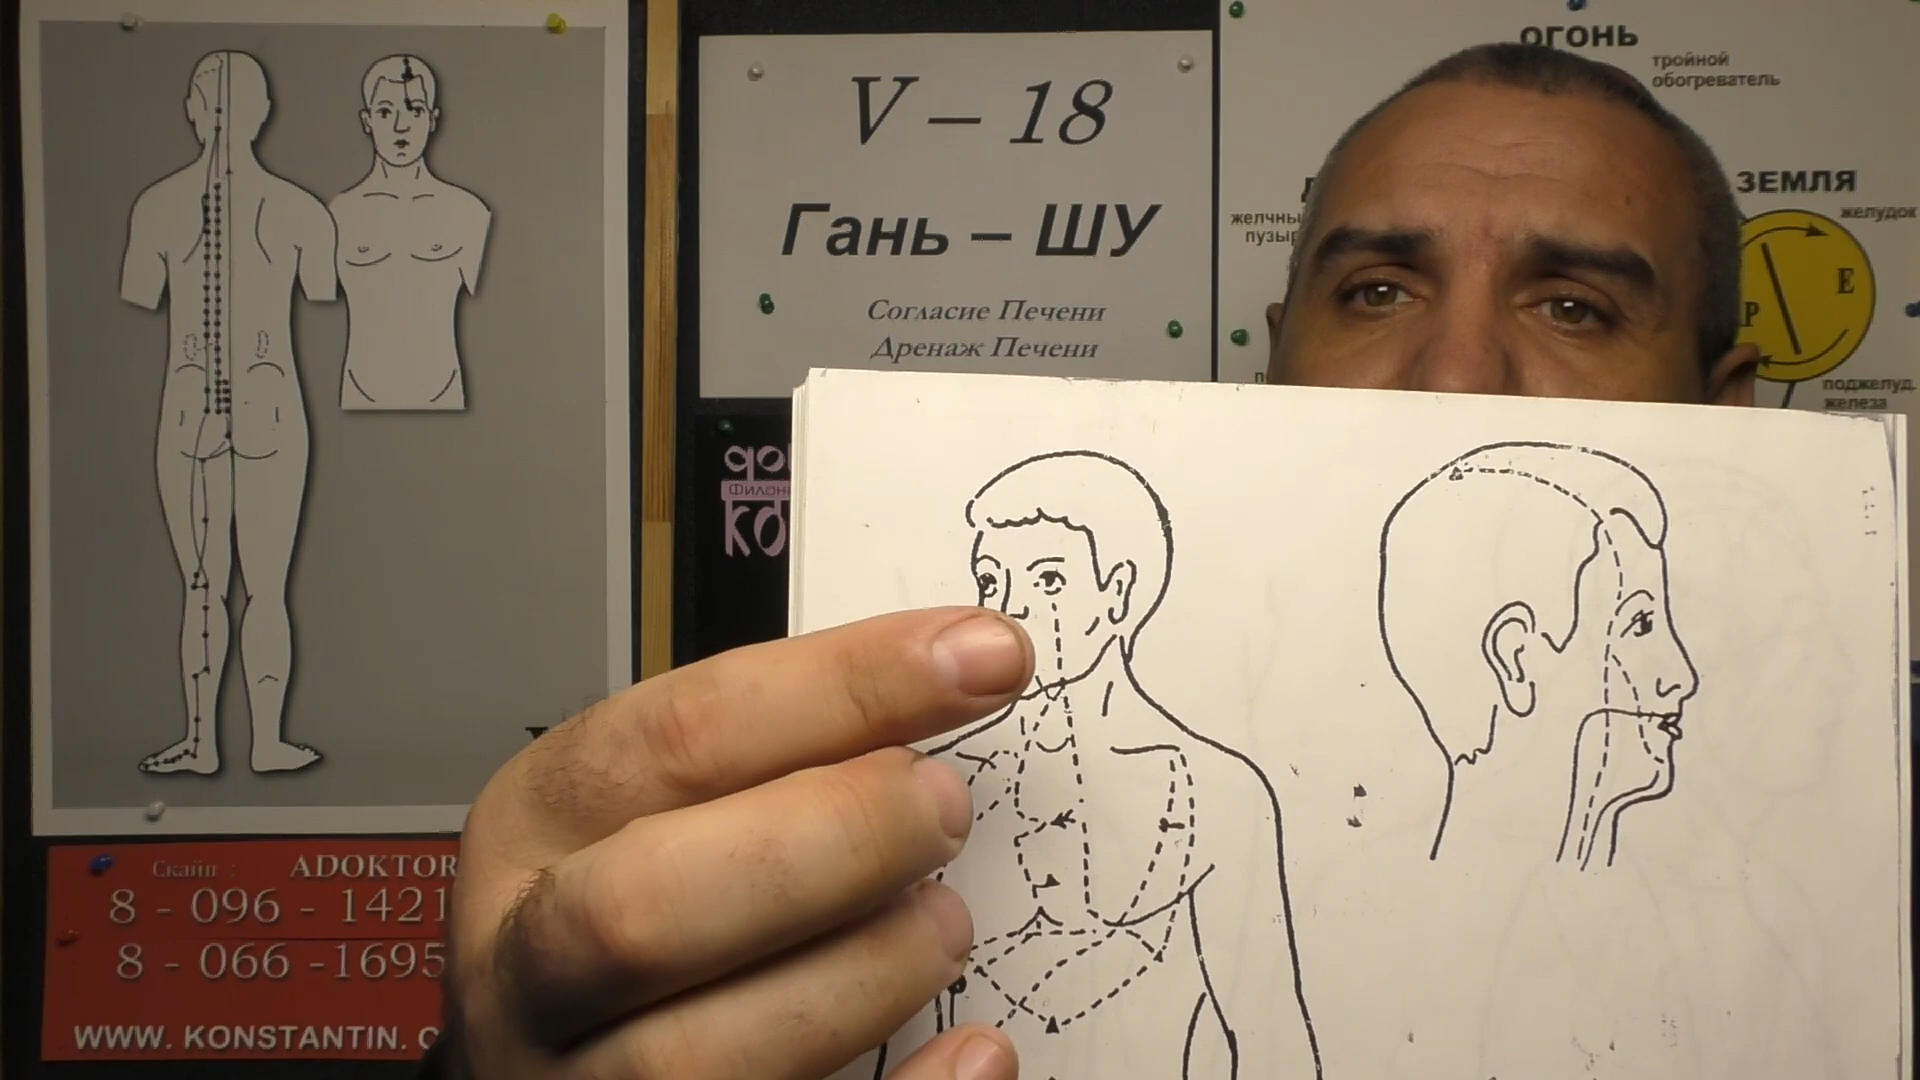 V – 18
Гань – ШУ
Согласие Печени
Дренаж Печени
ОГОНЬ
тройной
обогреватель
ЗЕМЛЯ
желудок
E
P
поджелуд.
железа
Скайп : ADOKTOR
8 - 096 - 1421
8 - 066 -1695
WWW. KONSTANTIN.